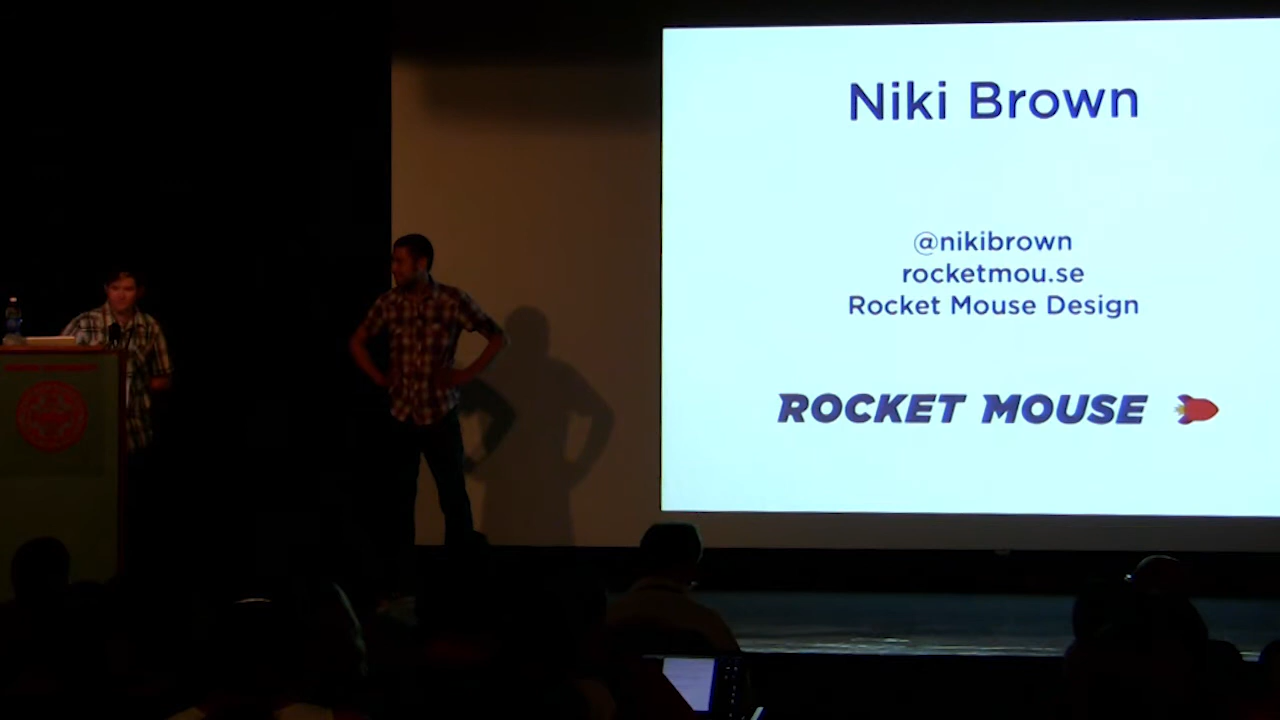 Niki Brown
@nikibrown
rocketmou.se
Rocket Mouse Design
ROCKET MOUSE